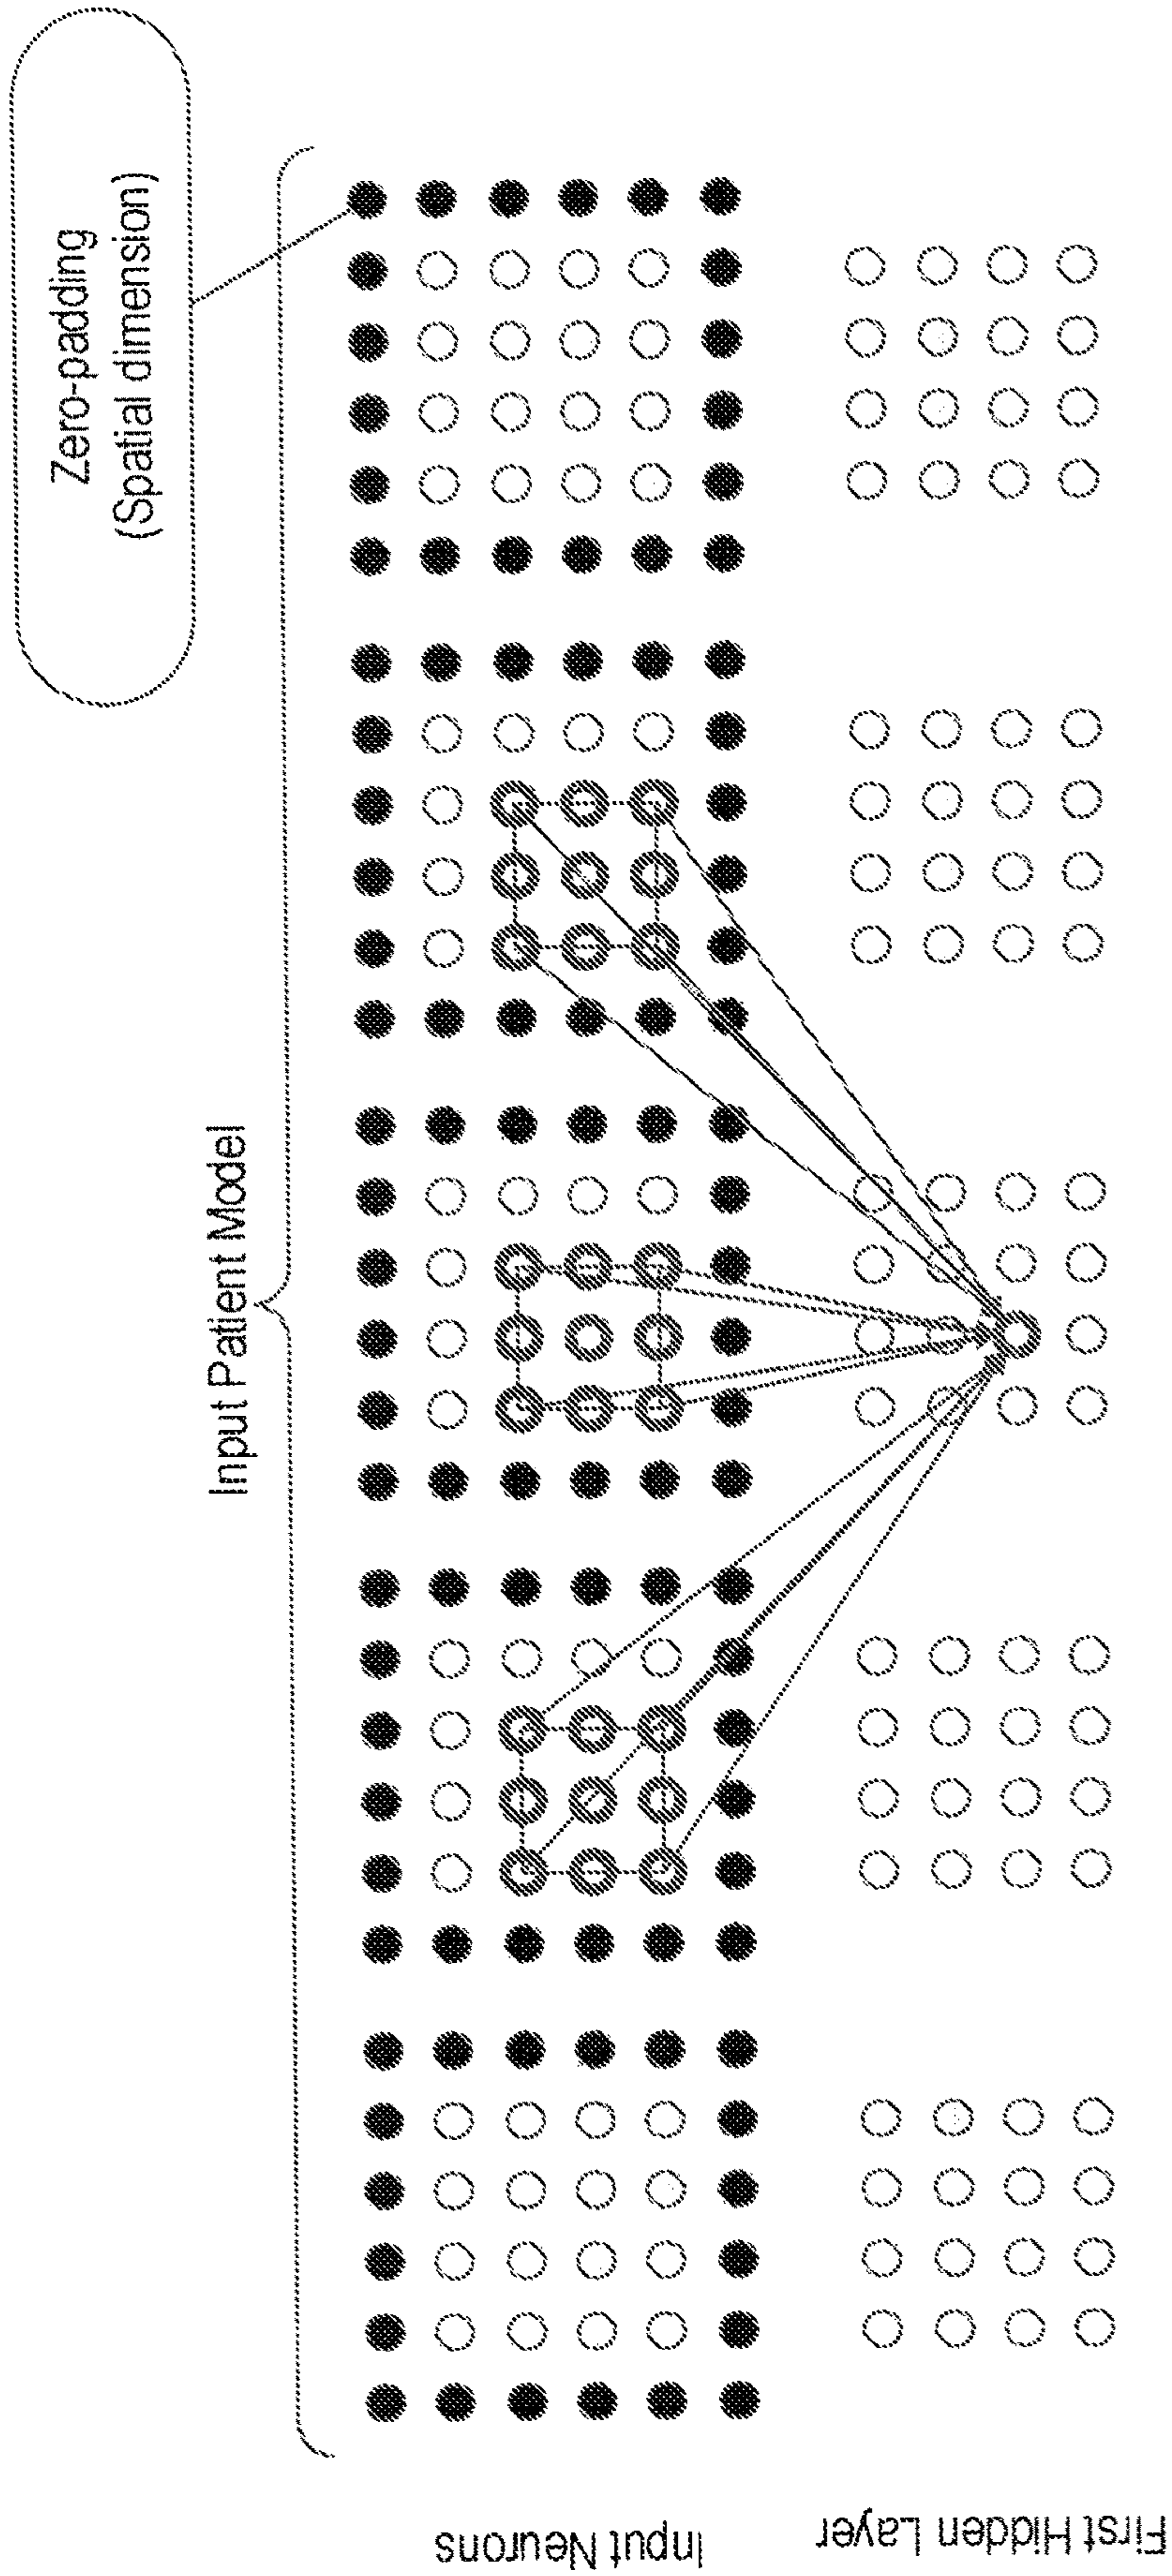 Zero-padding
(Spatial dimension)
Input Patient Model
Input Neurons
First Hidden Layer